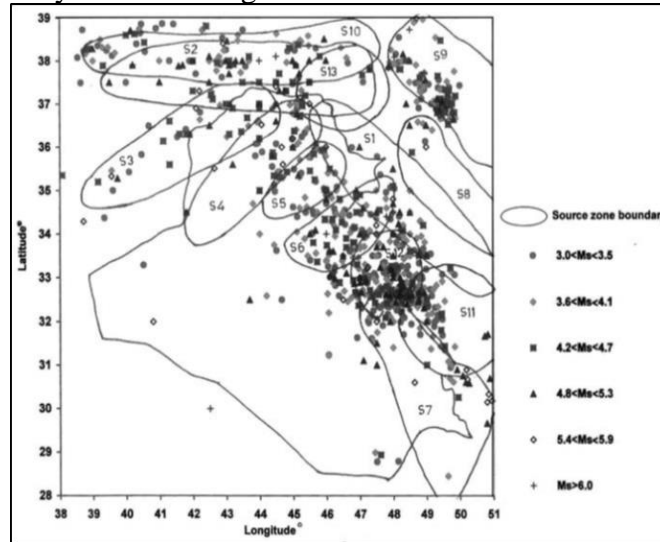 Latitude°
39
38
37
36
35
34
33
32
31
30
29
28
38 39 40 41 42 43 44 45 46 47 48 49 50 51
Longitude°
S10
S2
S9
S13
S1
S3
S8
S4
S5
S6
S11
S7
Source zone boundar
3.0<Ms<3.5
3.6<Ms<4.1
4.2<Ms<4.7
4.8<Ms<5.3
5.4<Ms<5.9
Ms>6.0